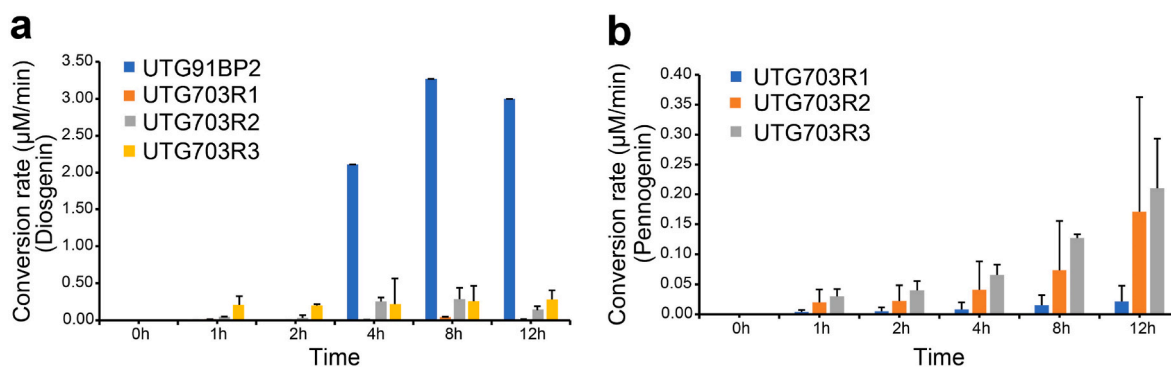 a
Conversion rate (µM/min)
(Diosgenin)
3.50
3.00
2.50
2.00
1.50
1.00
0.50
0.00
UTG91BP2
UTG703R1
UTG703R2
UTG703R3
0h 1h 2h 4h 8h 12h
Time
b
Conversion rate (µM/min)
(Pennogenin)
0.40
0.35
0.30
0.25
0.20
0.15
0.10
0.05
0.00
UTG703R1
UTG703R2
UTG703R3
0h 1h 2h 4h 8h 12h
Time